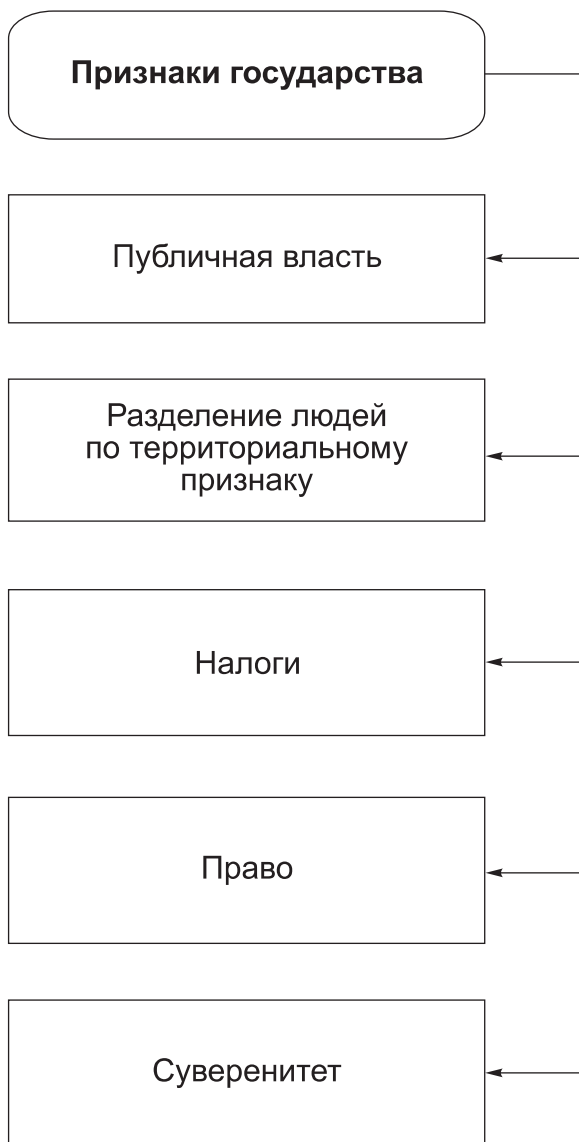 Признаки государства
Публичная власть
Разделение людей
по территориальному
признаку
Налоги
Право
Суверенитет